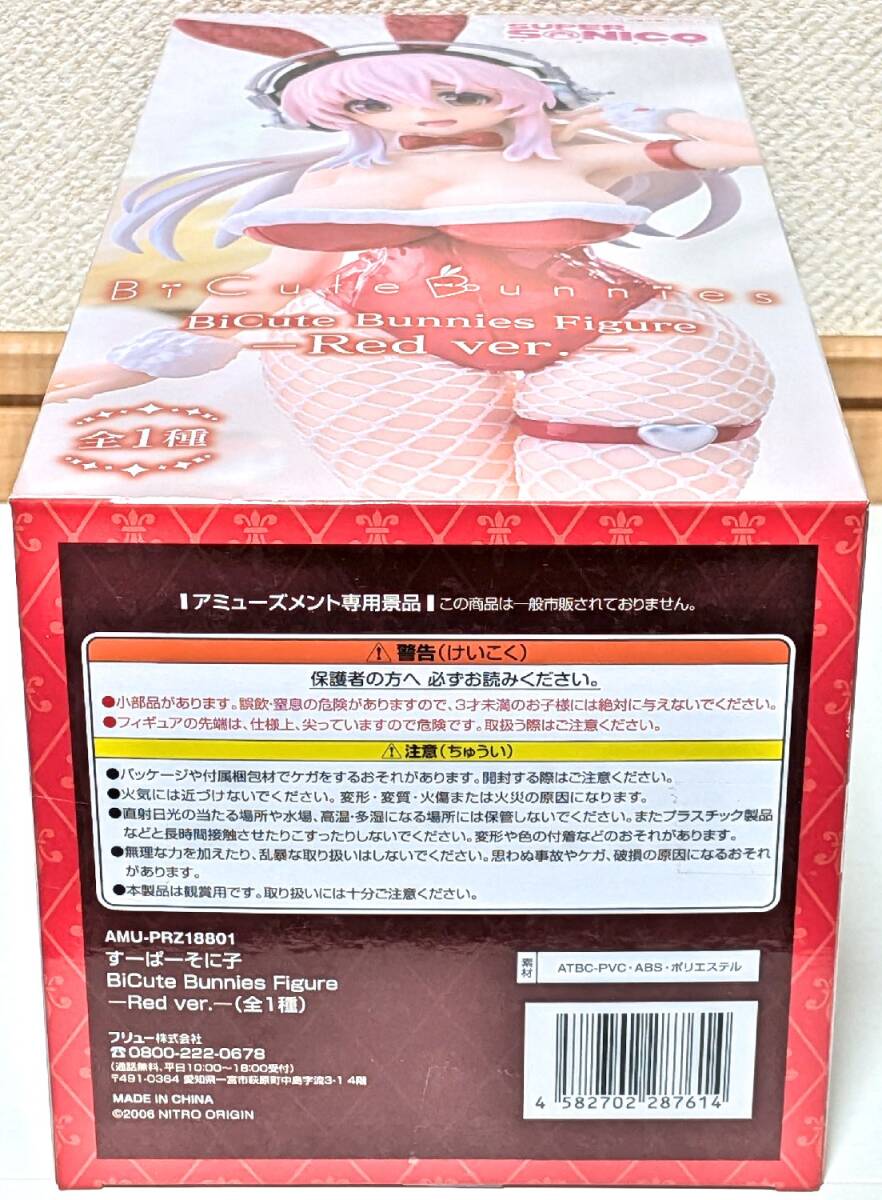 SUPER
SONICO
BiCute Bunnies
BiCute Bunnies Figure
—Red ver.—
全1種
アミューズメント専用景品 この商品は一般市販されておりません。
警告(けいこく)
保護者の方へ 必ずお読みください。
●小部品があります。誤飲・窒息の危険がありますので、3才未満のお子様には絶対に与えないでください。
●フィギュアの先端は、仕様上、尖っていますので危険です。取扱う際はご注意ください。
注意(ちゅうい)
●パッケージや付属梱包材でケガをするおそれがあります。開封する際はご注意ください。
●火気には近づけないでください。変形・変質・火傷または火災の原因になります。
●直射日光の当たる場所や水場、高温・多湿になる場所には保管しないでください。またプラスチック製品
などと長時間接触させたりこすったりしないでください。変形や色の付着などのおそれがあります。
●無理な力を加えたり、乱暴な取り扱いはしないでください。思わぬ事故やケガ、破損の原因になるおそれ
があります。
●本製品は観賞用です。取り扱いには十分ご注意ください。
AMU-PRZ18801
すーぱーそに子
BiCute Bunnies Figure
—Red ver.—(全1種)
フリュー株式会社
☎0800-222-0678
(通話無料、平日10:00〜18:00受付)
〒491-0364 愛知県一宮市萩原町中島字流3-1 4階
MADE IN CHINA
©2006 NITRO ORIGIN
素材 ATBC-PVC・ABS・ポリエステル
4 582702 287614